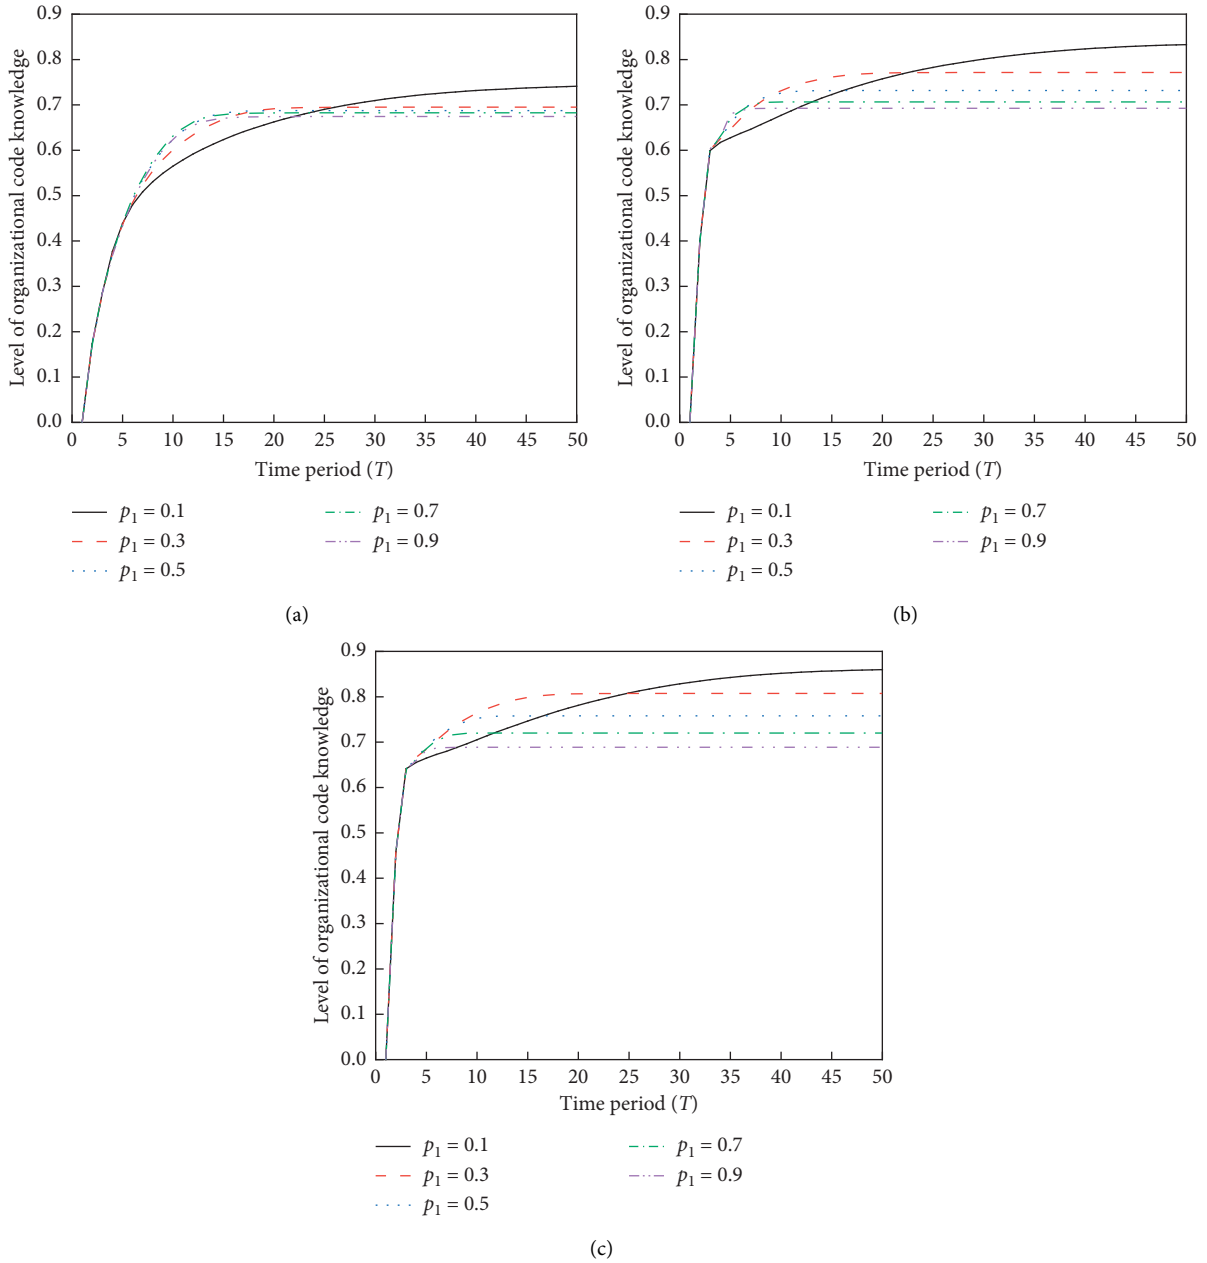 Level of organizational code knowledge
0.9
0.8
0.7
0.6
0.5
0.4
0.3
0.2
0.1
0.0
0 5 10 15 20 25 30 35 40 45 50
Time period (T)
p1 = 0.1
p1 = 0.3
p1 = 0.5
p1 = 0.7
p1 = 0.9
(a)
Level of organizational code knowledge
0.9
0.8
0.7
0.6
0.5
0.4
0.3
0.2
0.1
0.0
0 5 10 15 20 25 30 35 40 45 50
Time period (T)
p1 = 0.1
p1 = 0.3
p1 = 0.5
p1 = 0.7
p1 = 0.9
(b)
Level of organizational code knowledge
0.9
0.8
0.7
0.6
0.5
0.4
0.3
0.2
0.1
0.0
0 5 10 15 20 25 30 35 40 45 50
Time period (T)
p1 = 0.1
p1 = 0.3
p1 = 0.5
p1 = 0.7
p1 = 0.9
(c)